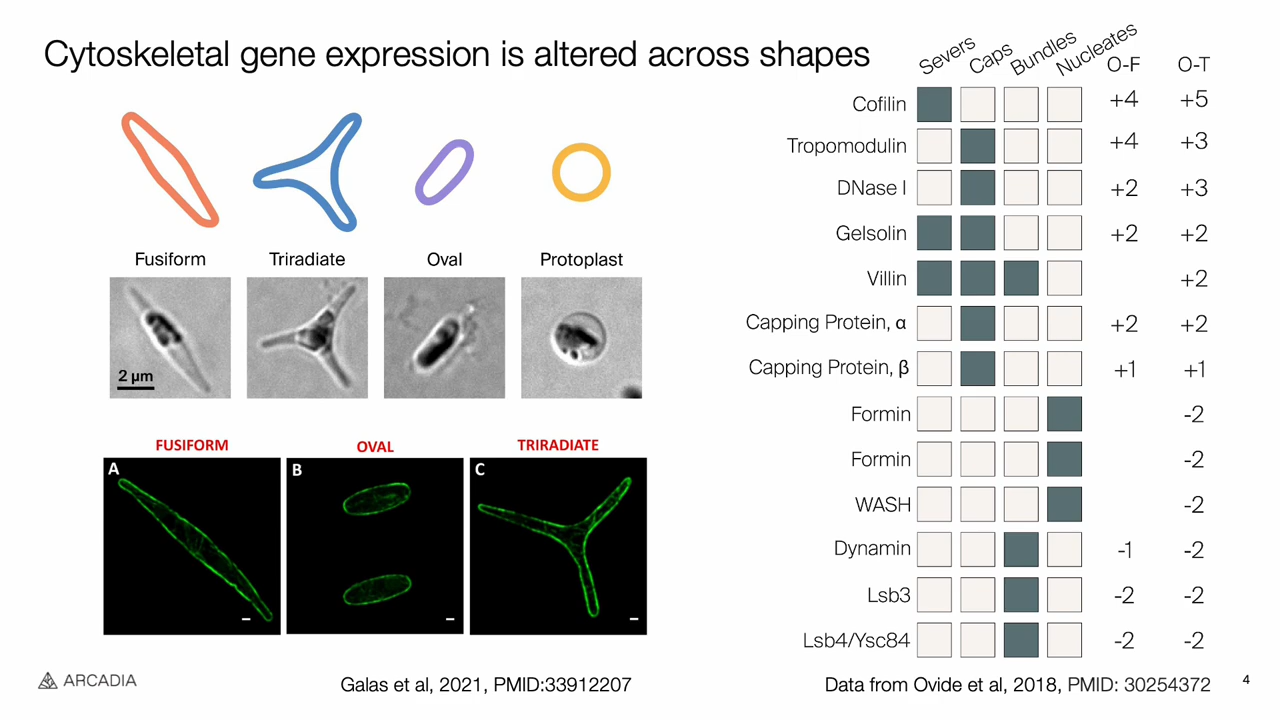 Cytoskeletal gene expression is altered across shapes
Fusiform
Triradiate
Oval
Protoplast
2 μm
FUSIFORM
OVAL
TRIRADIATE
A
B
C
Severs
Caps
Bundles
Nucleates
O-F
O-T
Cofilin +4 +5
Tropomodulin +4 +3
DNase I +2 +3
Gelsolin +2 +2
Villin +2
Capping Protein, α +2 +2
Capping Protein, β +1 +1
Formin -2
Formin -2
WASH -2
Dynamin -1 -2
Lsb3 -2 -2
Lsb4/Ysc84 -2 -2
ARCADIA
Galas et al, 2021, PMID:33912207
Data from Ovide et al, 2018, PMID: 30254372
4